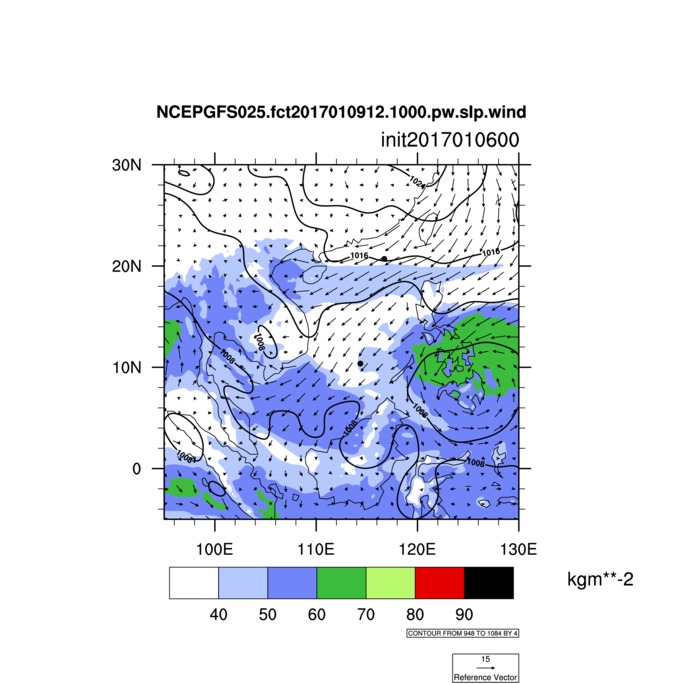 NCEPGFS025.fct2017010912.1000.pw.slp.wind
init2017010600
30N
20N
10N
0
1024
1016
1016
1008
1008
1008
1008
1008
1008
100E 110E 120E 130E
40 50 60 70 80 90
kgm**-2
CONTOUR FROM 948 TO 1084 BY 4
15
Reference Vector